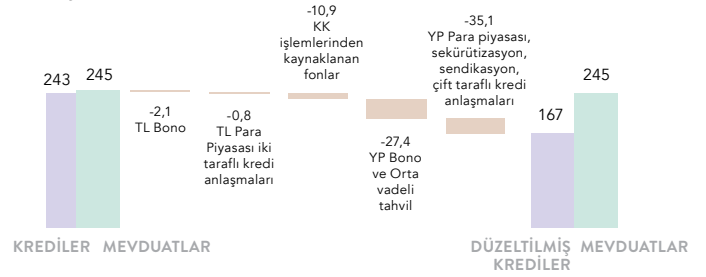 243
245
-2,1
TL Bono
-0,8
TL Para
Piyasası iki
taraflı kredi
anlaşmaları
-10,9
KK
işlemlerinden
kaynaklanan
fonlar
-27,4
YP Bono
ve Orta
vadeli
tahvil
-35,1
YP Para piyasası,
sekürütizasyon,
sendikasyon,
çift taraflı kredi
anlaşmaları
167
245
KREDİLER MEVDUATLAR
DÜZELTİLMİŞ MEVDUATLAR
KREDİLER